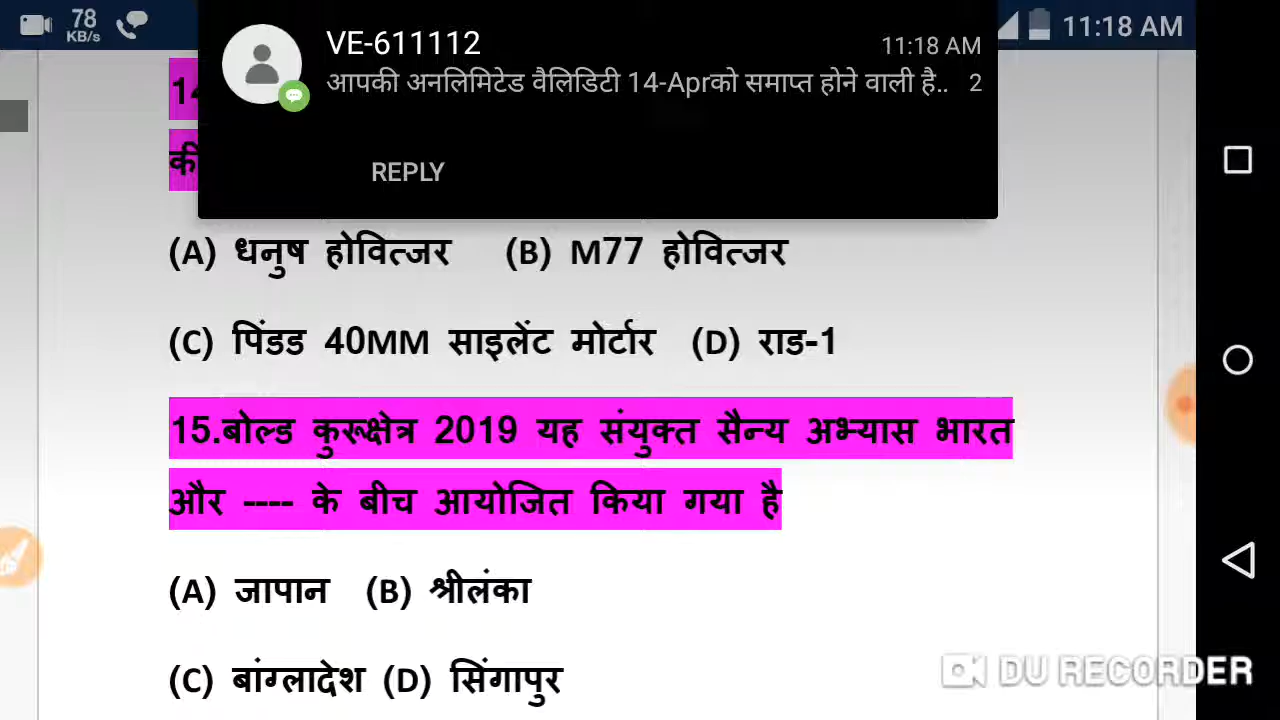 78
KB/s
11:18 AM
VE-611112
11:18 AM
आपकी अनलिमिटेड वैलिडिटी 14-Aprको समाप्त होने वाली है.. 2
REPLY
की
(A) धनुष होवित्जर (B) M77 होवित्जर
(C) पिंडड 40MM साइलेंट मोर्टार (D) राड-1
15.बोल्ड कुरूक्षेत्र 2019 यह संयुक्त सैन्य अभ्यास भारत
और ---- के बीच आयोजित किया गया है
(A) जापान (B) श्रीलंका
(C) बांग्लादेश (D) सिंगापुर
DU RECORDER